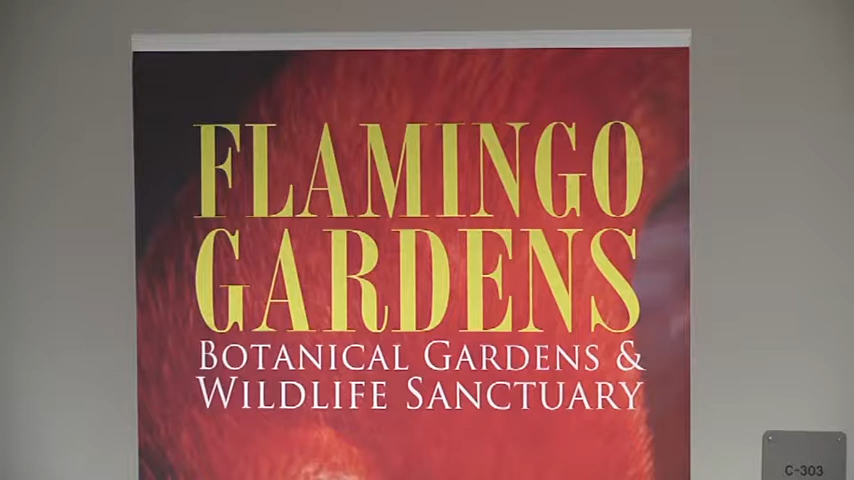 FLAMINGO
GARDENS
BOTANICAL GARDENS &
WILDLIFE SANCTUARY
C-303